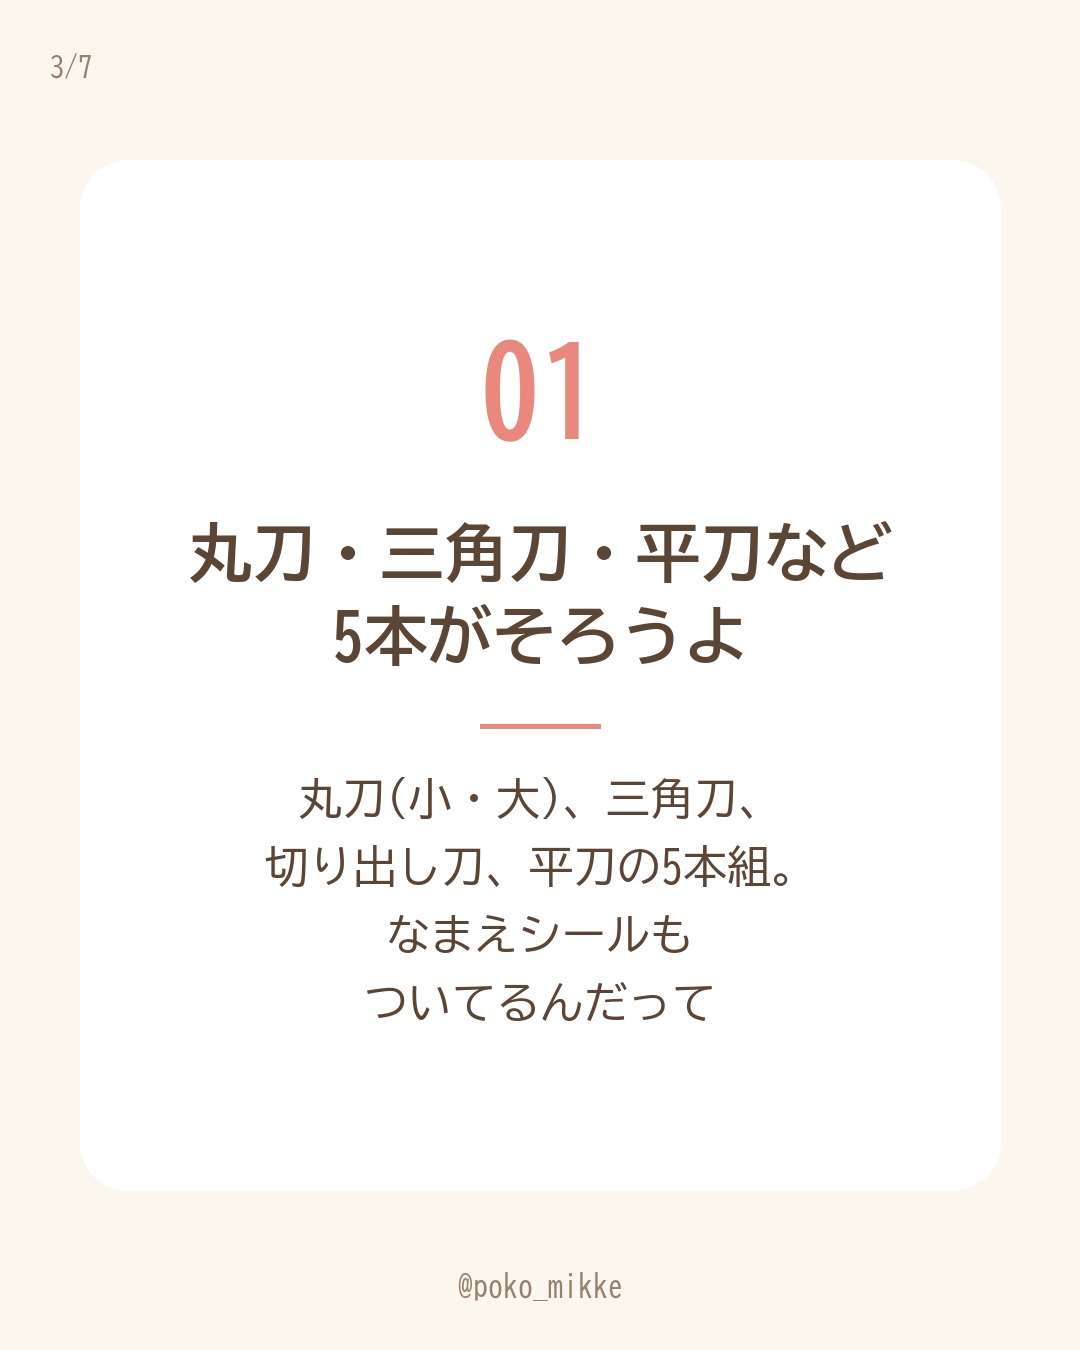 3/7
01
丸刀・三角刀・平刀など
5本がそろうよ
丸刀(小・大)、三角刀、
切り出し刀、平刀の5本組。
なまえシールも
ついてるんだって
@poko_mikke